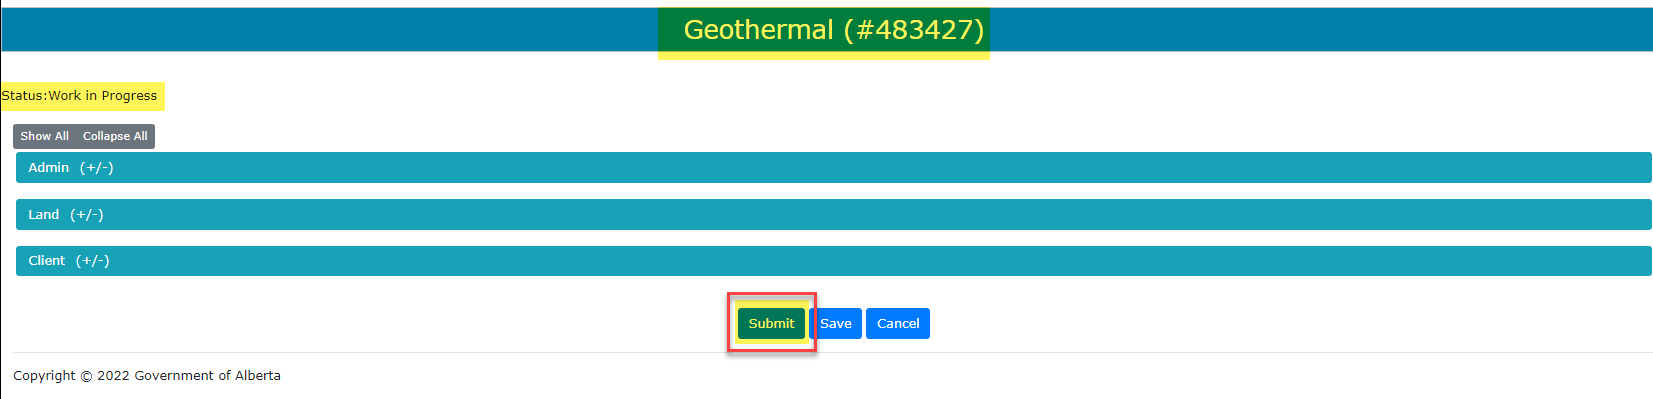 Geothermal (#483427)
Status:Work in Progress
Show All Collapse All
Admin (+/-)
Land (+/-)
Client (+/-)
Submit Save Cancel
Copyright © 2022 Government of Alberta